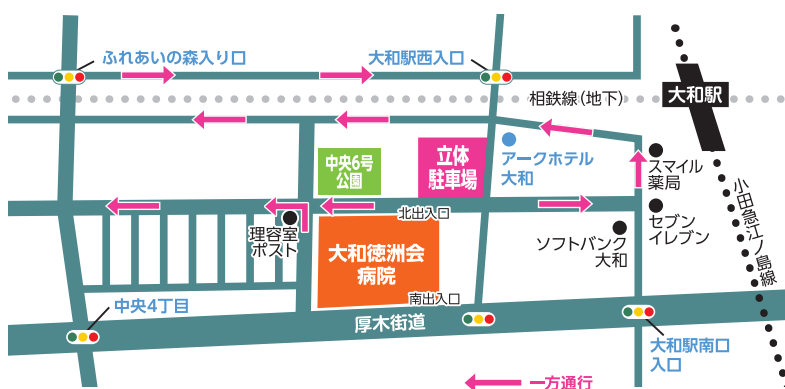 ふれあいの森入り口
大和駅西入口
相鉄線(地下)
大和駅
中央6号
公園
立体
駐車場
アークホテル
大和
スマイル
薬局
小田急江ノ島線
北出入口
セブン
イレブン
理容室
ポスト
大和徳洲会
病院
ソフトバンク
大和
南出入口
中央4丁目
厚木街道
大和駅南口
入口
一方通行